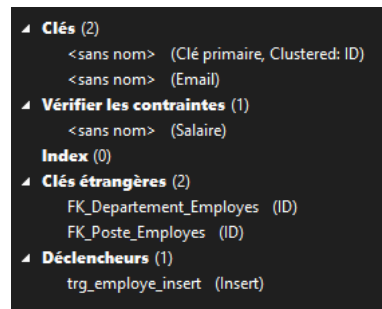 Clés (2)
<sans nom> (Clé primaire, Clustered: ID)
<sans nom> (Email)
Vérifier les contraintes (1)
<sans nom> (Salaire)
Index (0)
Clés étrangères (2)
FK_Departement_Employes (ID)
FK_Poste_Employes (ID)
Déclencheurs (1)
trg_employe_insert (Insert)